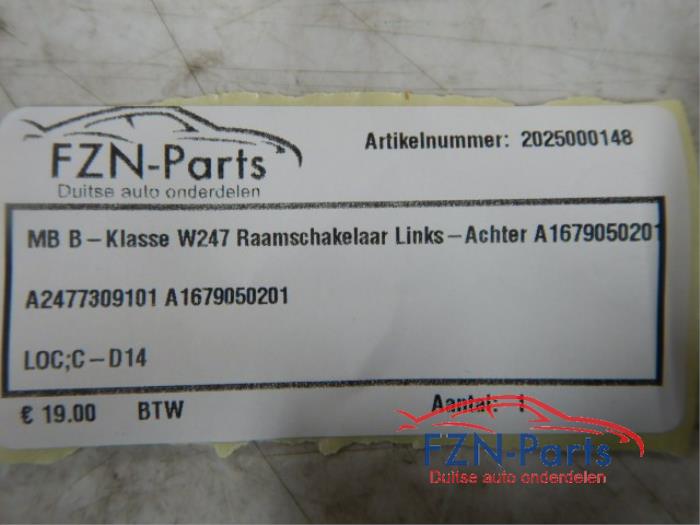 FZN-Parts
Duitse auto onderdelen
Artikelnummer: 2025000148
MB B-Klasse W247 Raamschakelaar Links-Achter A1679050201
A2477309101 A1679050201
LOC;C-D14
€ 19.00 BTW
Aantal: 1
FZN-Parts
Duitse auto onderdelen